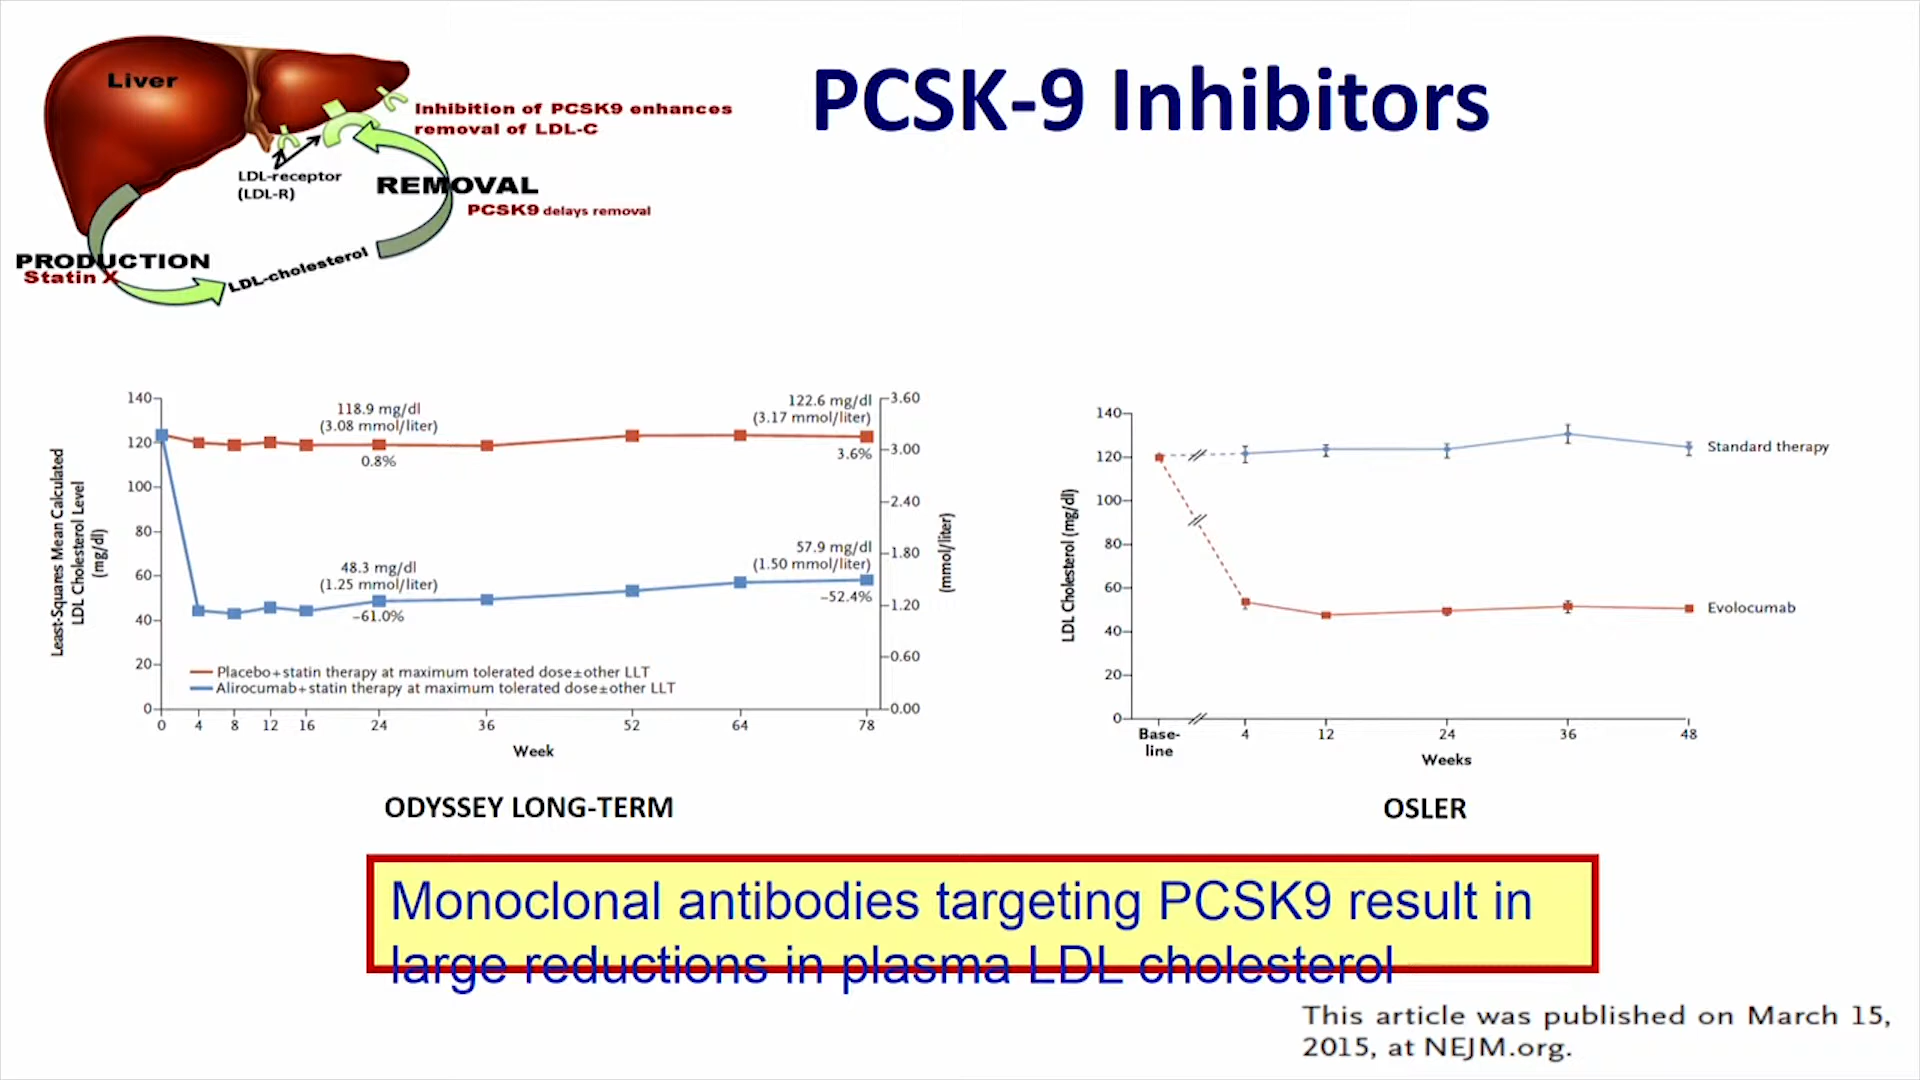 PCSK-9 Inhibitors
Liver
Inhibition of PCSK9 enhances
removal of LDL-C
LDL-receptor
(LDL-R)
REMOVAL
PCSK9 delays removal
PRODUCTION
Statin X
LDL-cholesterol
Least-Squares Mean Calculated
LDL Cholesterol Level
(mg/dl)
140
120
100
80
60
40
20
0
118.9 mg/dl
(3.08 mmol/liter)
0.8%
122.6 mg/dl
(3.17 mmol/liter)
3.6%
48.3 mg/dl
(1.25 mmol/liter)
–61.0%
57.9 mg/dl
(1.50 mmol/liter)
–52.4%
Placebo+statin therapy at maximum tolerated dose±other LLT
Alirocumab+statin therapy at maximum tolerated dose±other LLT
3.60
3.00
2.40
1.80
1.20
0.60
0.00
(mmol/liter)
0 4 8 12 16 24 36 52 64 78
Week
ODYSSEY LONG-TERM
LDL Cholesterol (mg/dl)
140
120
100
80
60
40
20
0
Standard therapy
Evolocumab
Base-
line
4 12 24 36 48
Weeks
OSLER
Monoclonal antibodies targeting PCSK9 result in
large reductions in plasma LDL cholesterol
This article was published on March 15,
2015, at NEJM.org.